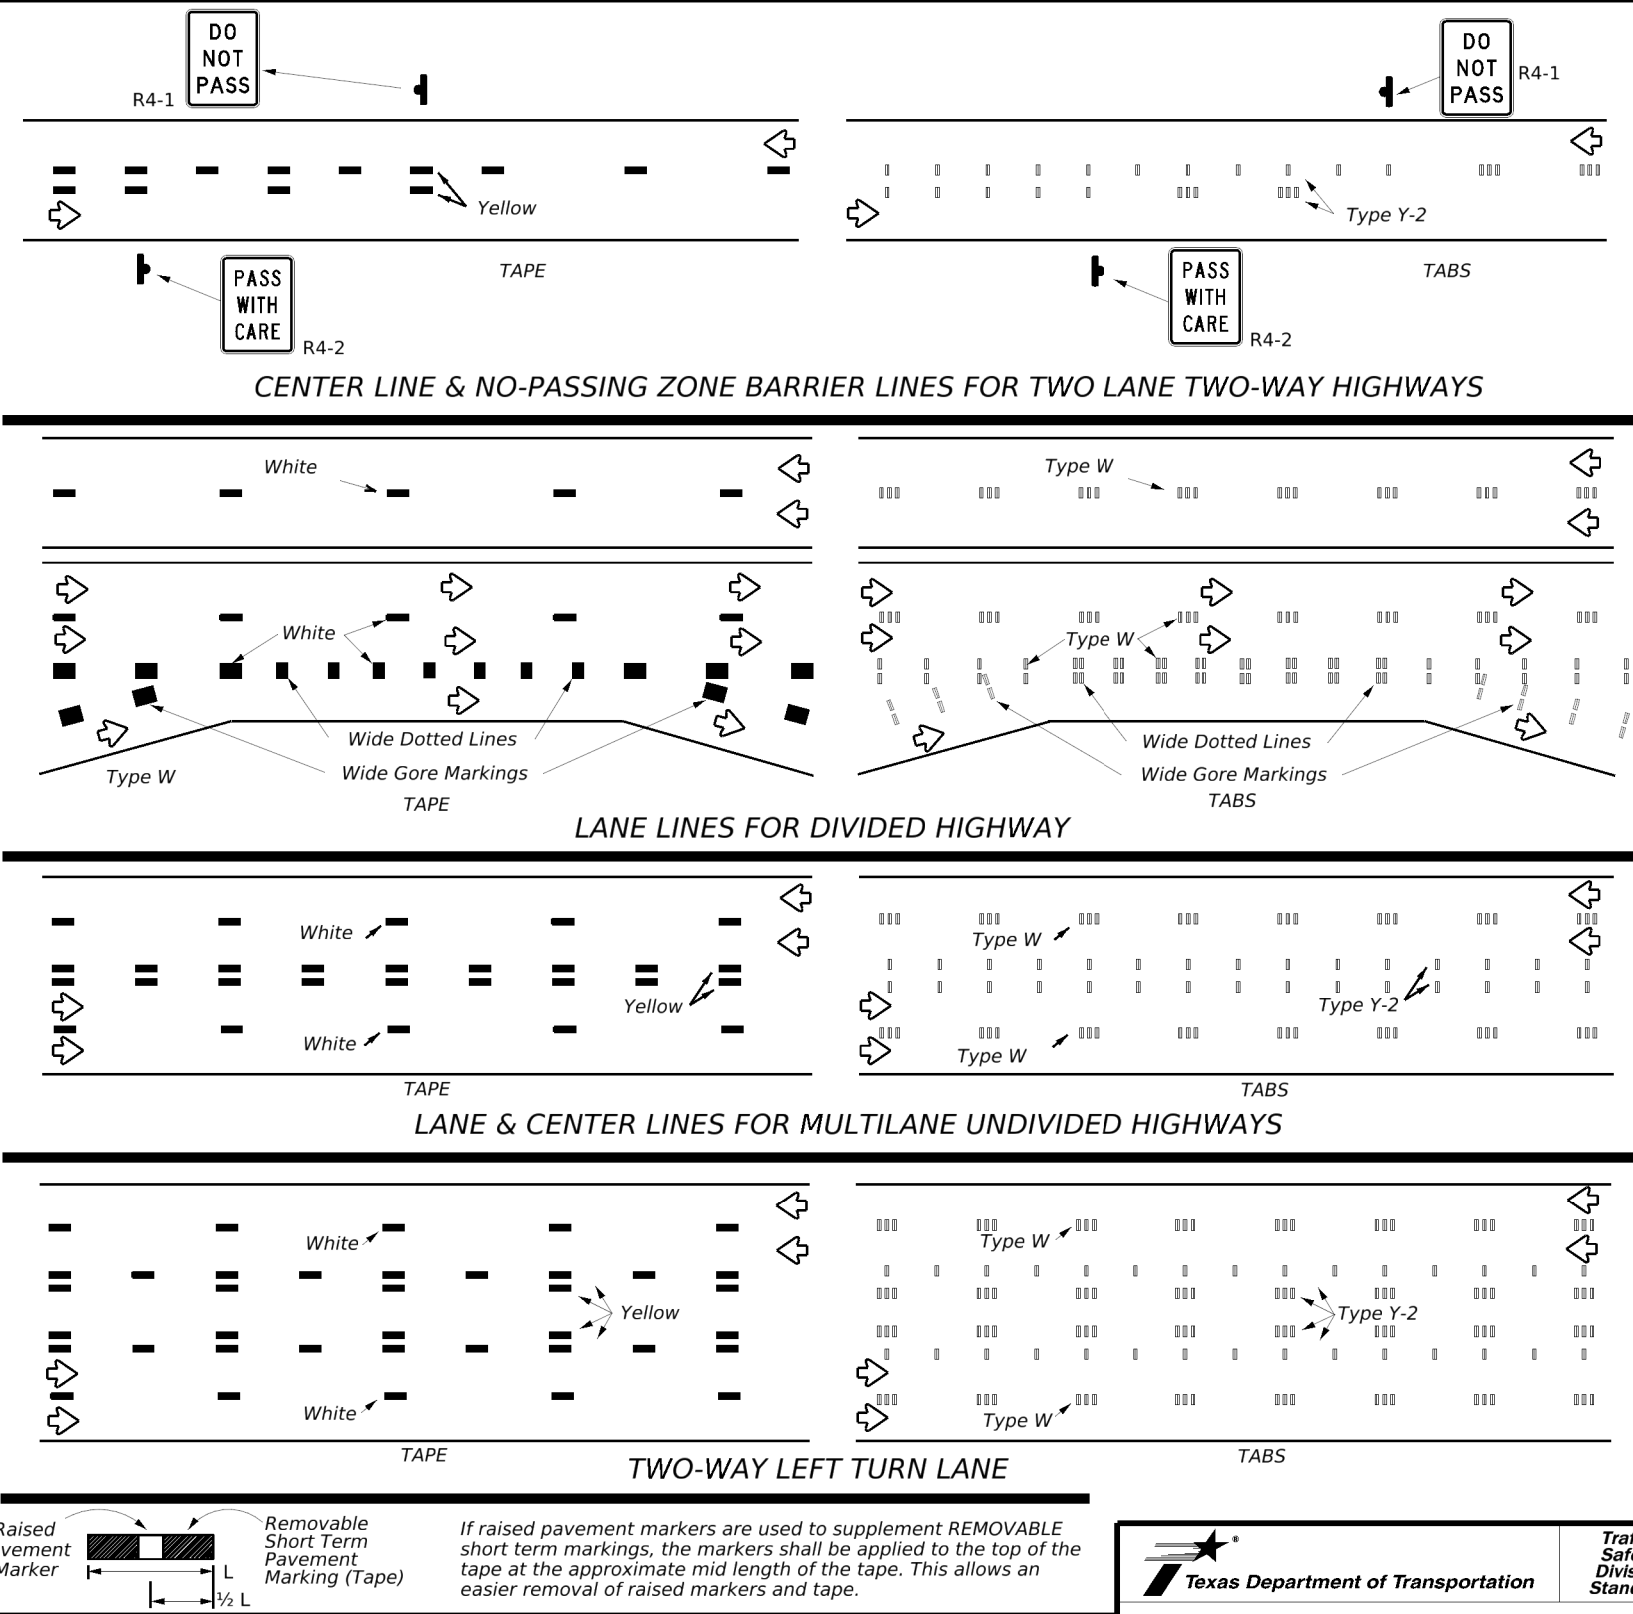 DO
NOT
PASS
R4-1
DO
NOT
PASS
R4-1
Yellow
Type Y-2
PASS
WITH
CARE
R4-2
TAPE
PASS
WITH
CARE
R4-2
TABS
CENTER LINE & NO-PASSING ZONE BARRIER LINES FOR TWO LANE TWO-WAY HIGHWAYS
White
Type W
White
Type W
Wide Dotted Lines
Wide Gore Markings
Type W
TAPE
Wide Dotted Lines
Wide Gore Markings
TABS
LANE LINES FOR DIVIDED HIGHWAY
White
Type W
Yellow
Type Y-2
White
Type W
TAPE
TABS
LANE & CENTER LINES FOR MULTILANE UNDIVIDED HIGHWAYS
White
Type W
Yellow
Type Y-2
White
Type W
TAPE
TABS
TWO-WAY LEFT TURN LANE
Raised
vement
Marker
L
½ L
Removable
Short Term
Pavement
Marking (Tape)
If raised pavement markers are used to supplement REMOVABLE
short term markings, the markers shall be applied to the top of the
tape at the approximate mid length of the tape. This allows an
easier removal of raised markers and tape.
®
Texas Department of Transportation
Traf
Safe
Divis
Stand